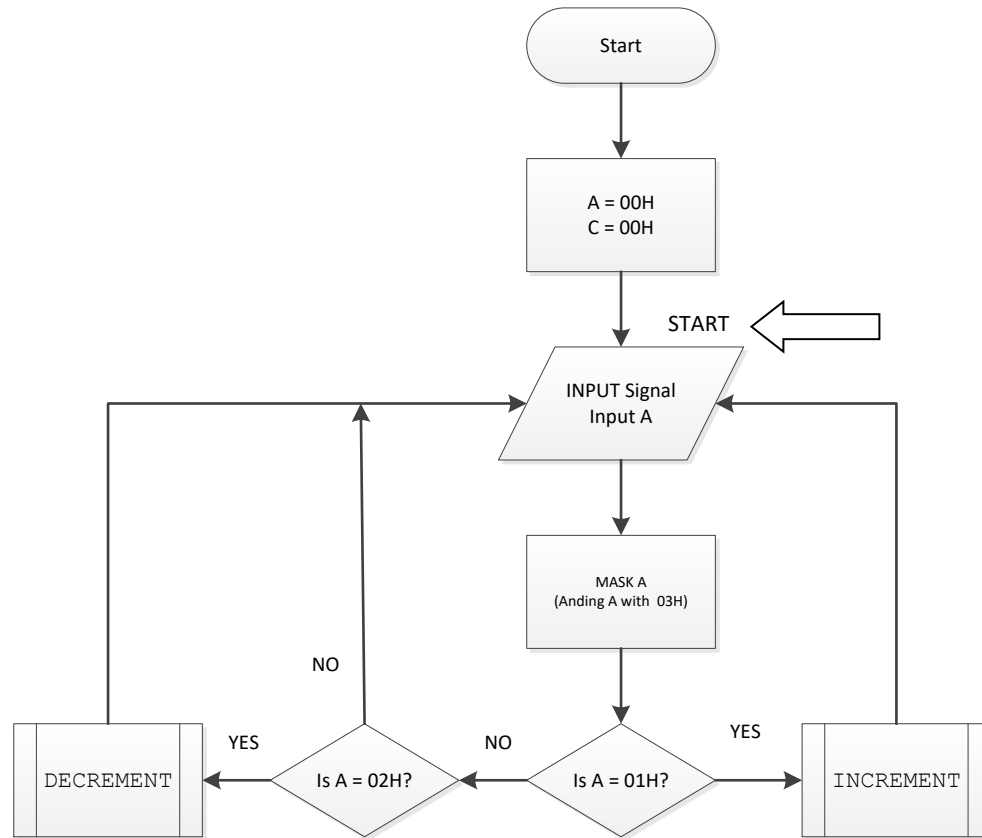 Start
A = 00H
C = 00H
START
INPUT Signal
Input A
MASK A
(Anding A with 03H)
NO
YES
NO
YES
DECREMENT
Is A = 02H?
Is A = 01H?
INCREMENT